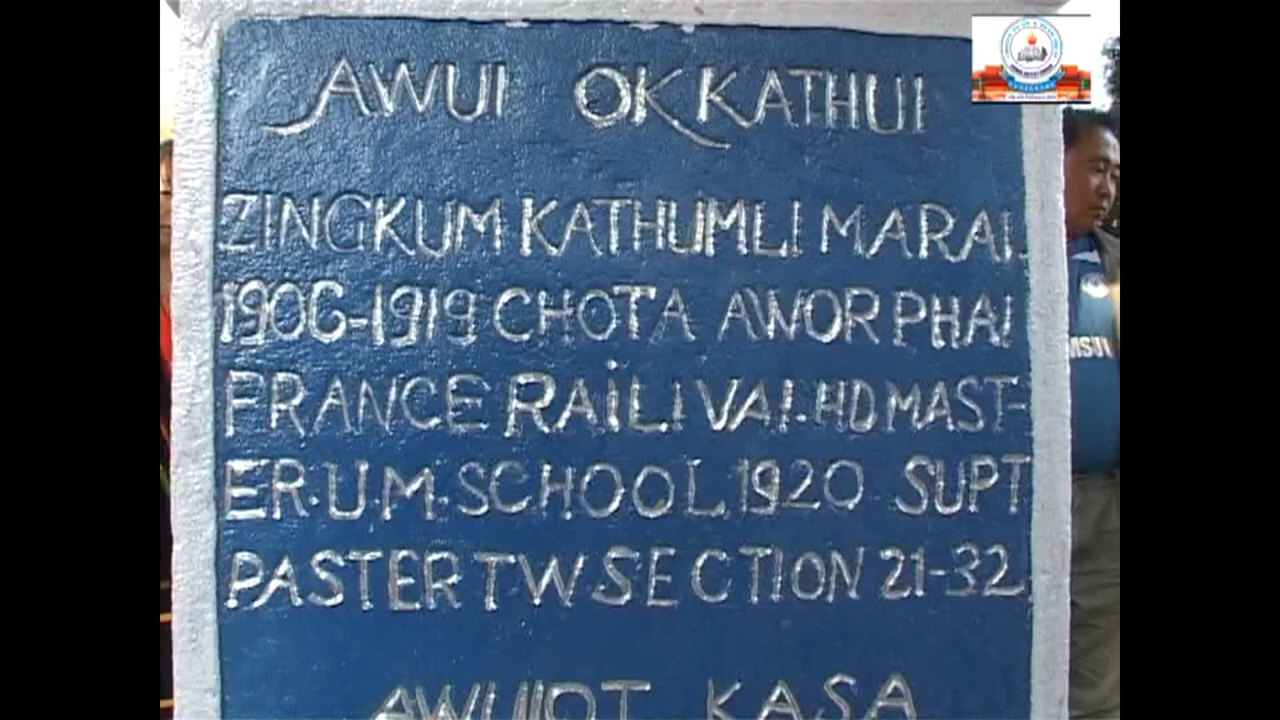 AWUI OKKATHUI
ZINGKUM KATHUMLI MARAI.
1906-1919 CHOTA AWOR PHAI
FRANCE RAiLI VAI. HD MAST-
ER. U. M. SCHOOL, 1920 SUPT
PASTER TW SECTION 21-32,
KASA